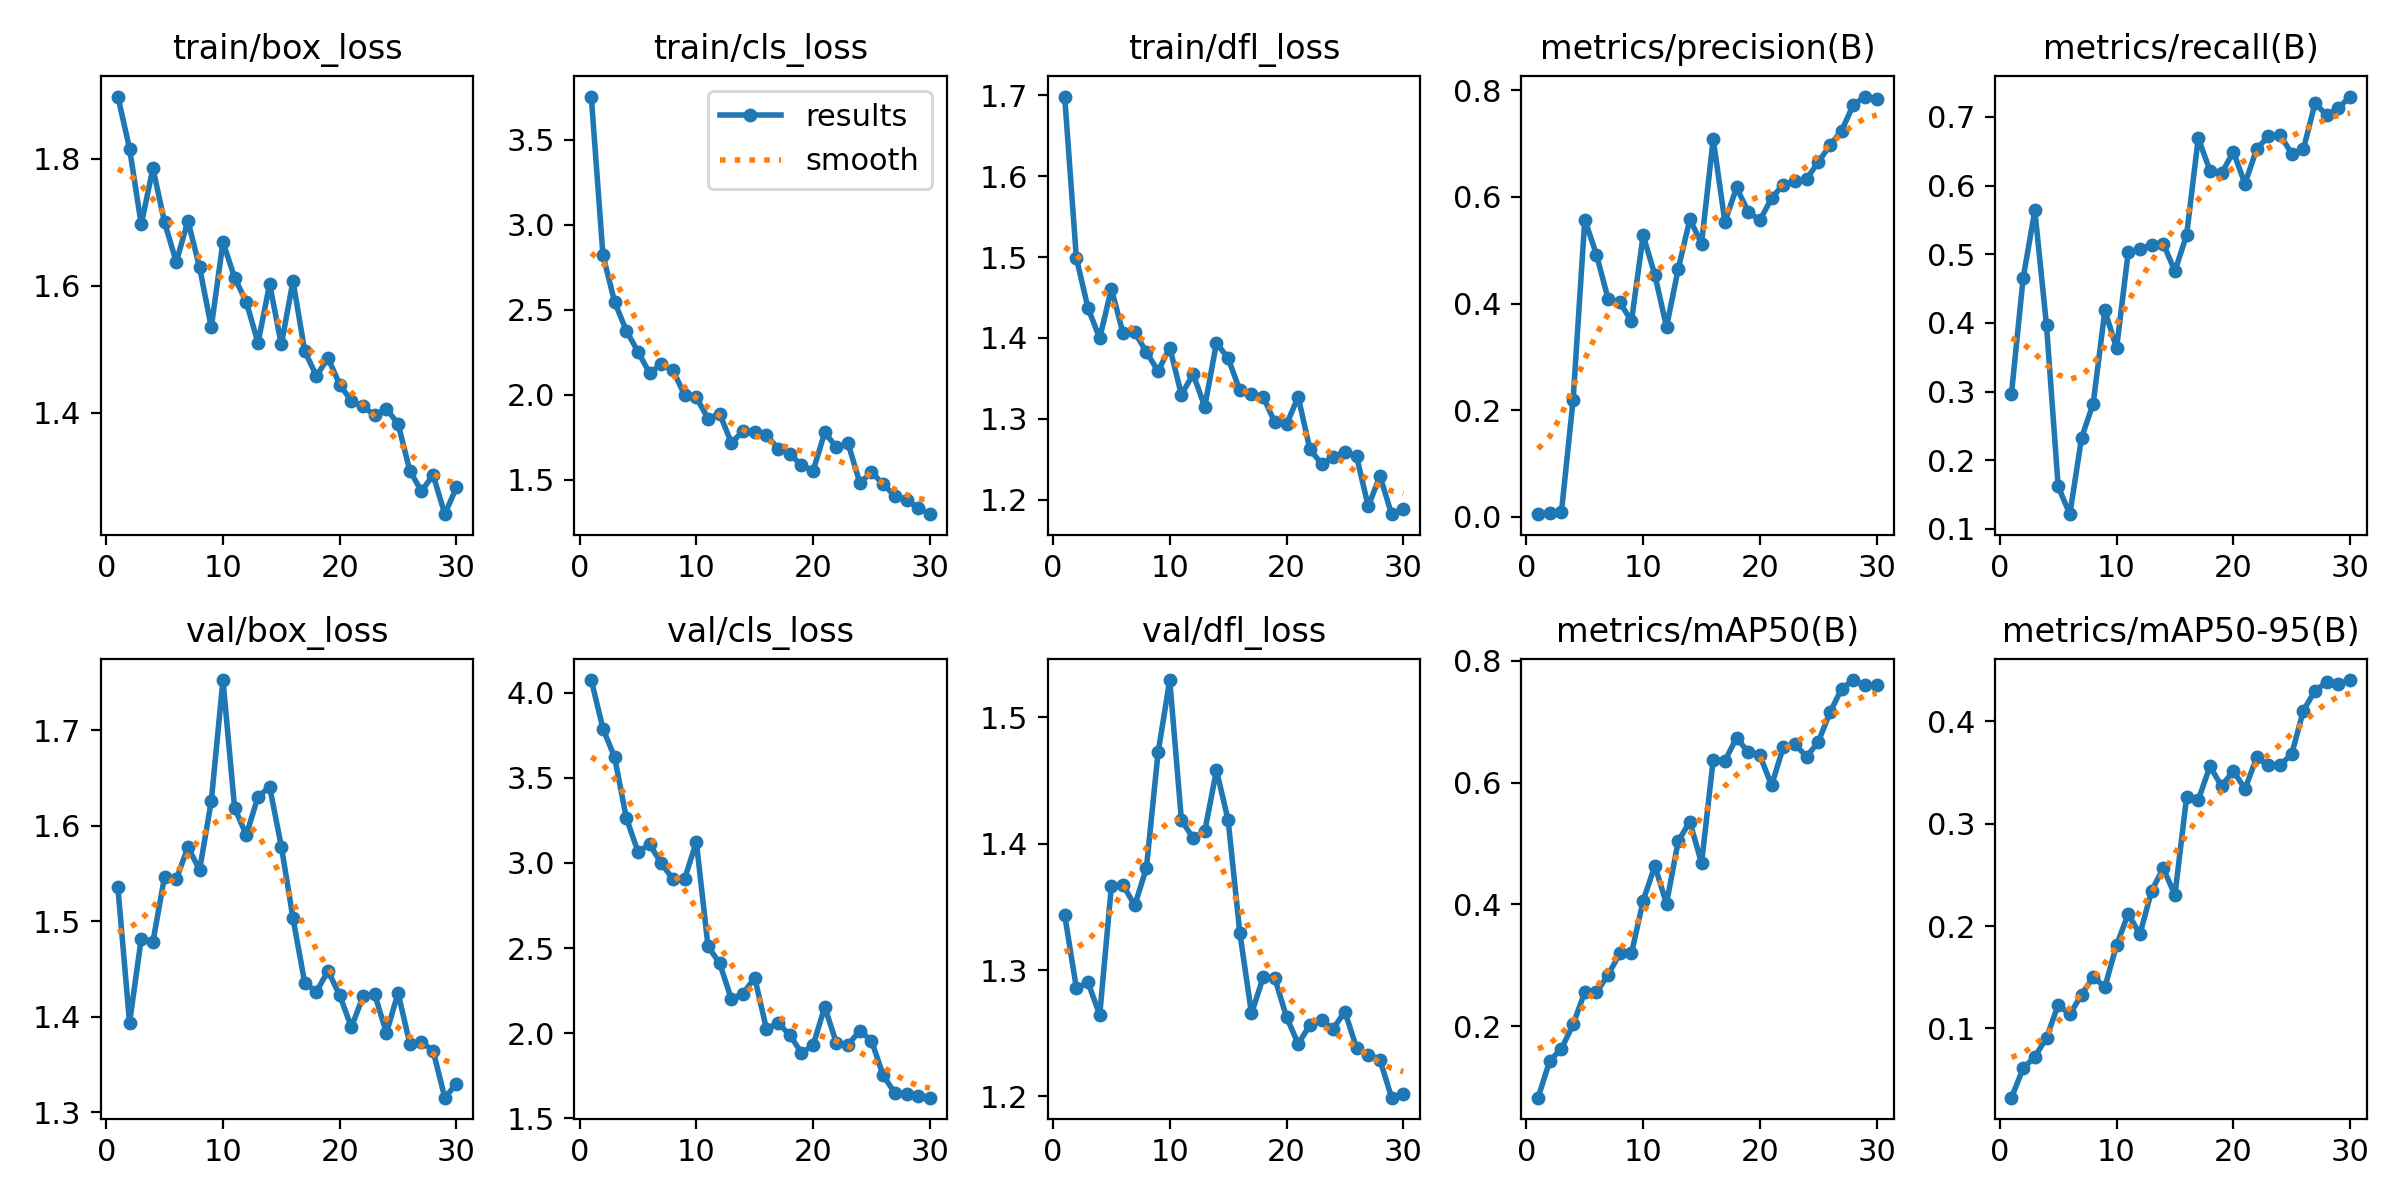 train/box_loss
train/cls_loss
train/dfl_loss
metrics/precision(B)
metrics/recall(B)
1.8
1.6
1.4
0 10 20 30
3.5
3.0
2.5
2.0
1.5
0 10 20 30
results
smooth
1.7
1.6
1.5
1.4
1.3
1.2
0 10 20 30
0.8
0.6
0.4
0.2
0.0
0 10 20 30
0.7
0.6
0.5
0.4
0.3
0.2
0.1
0 10 20 30
val/box_loss
val/cls_loss
val/dfl_loss
metrics/mAP50(B)
metrics/mAP50-95(B)
1.7
1.6
1.5
1.4
1.3
0 10 20 30
4.0
3.5
3.0
2.5
2.0
1.5
0 10 20 30
1.5
1.4
1.3
1.2
0 10 20 30
0.8
0.6
0.4
0.2
0 10 20 30
0.4
0.3
0.2
0.1
0 10 20 30